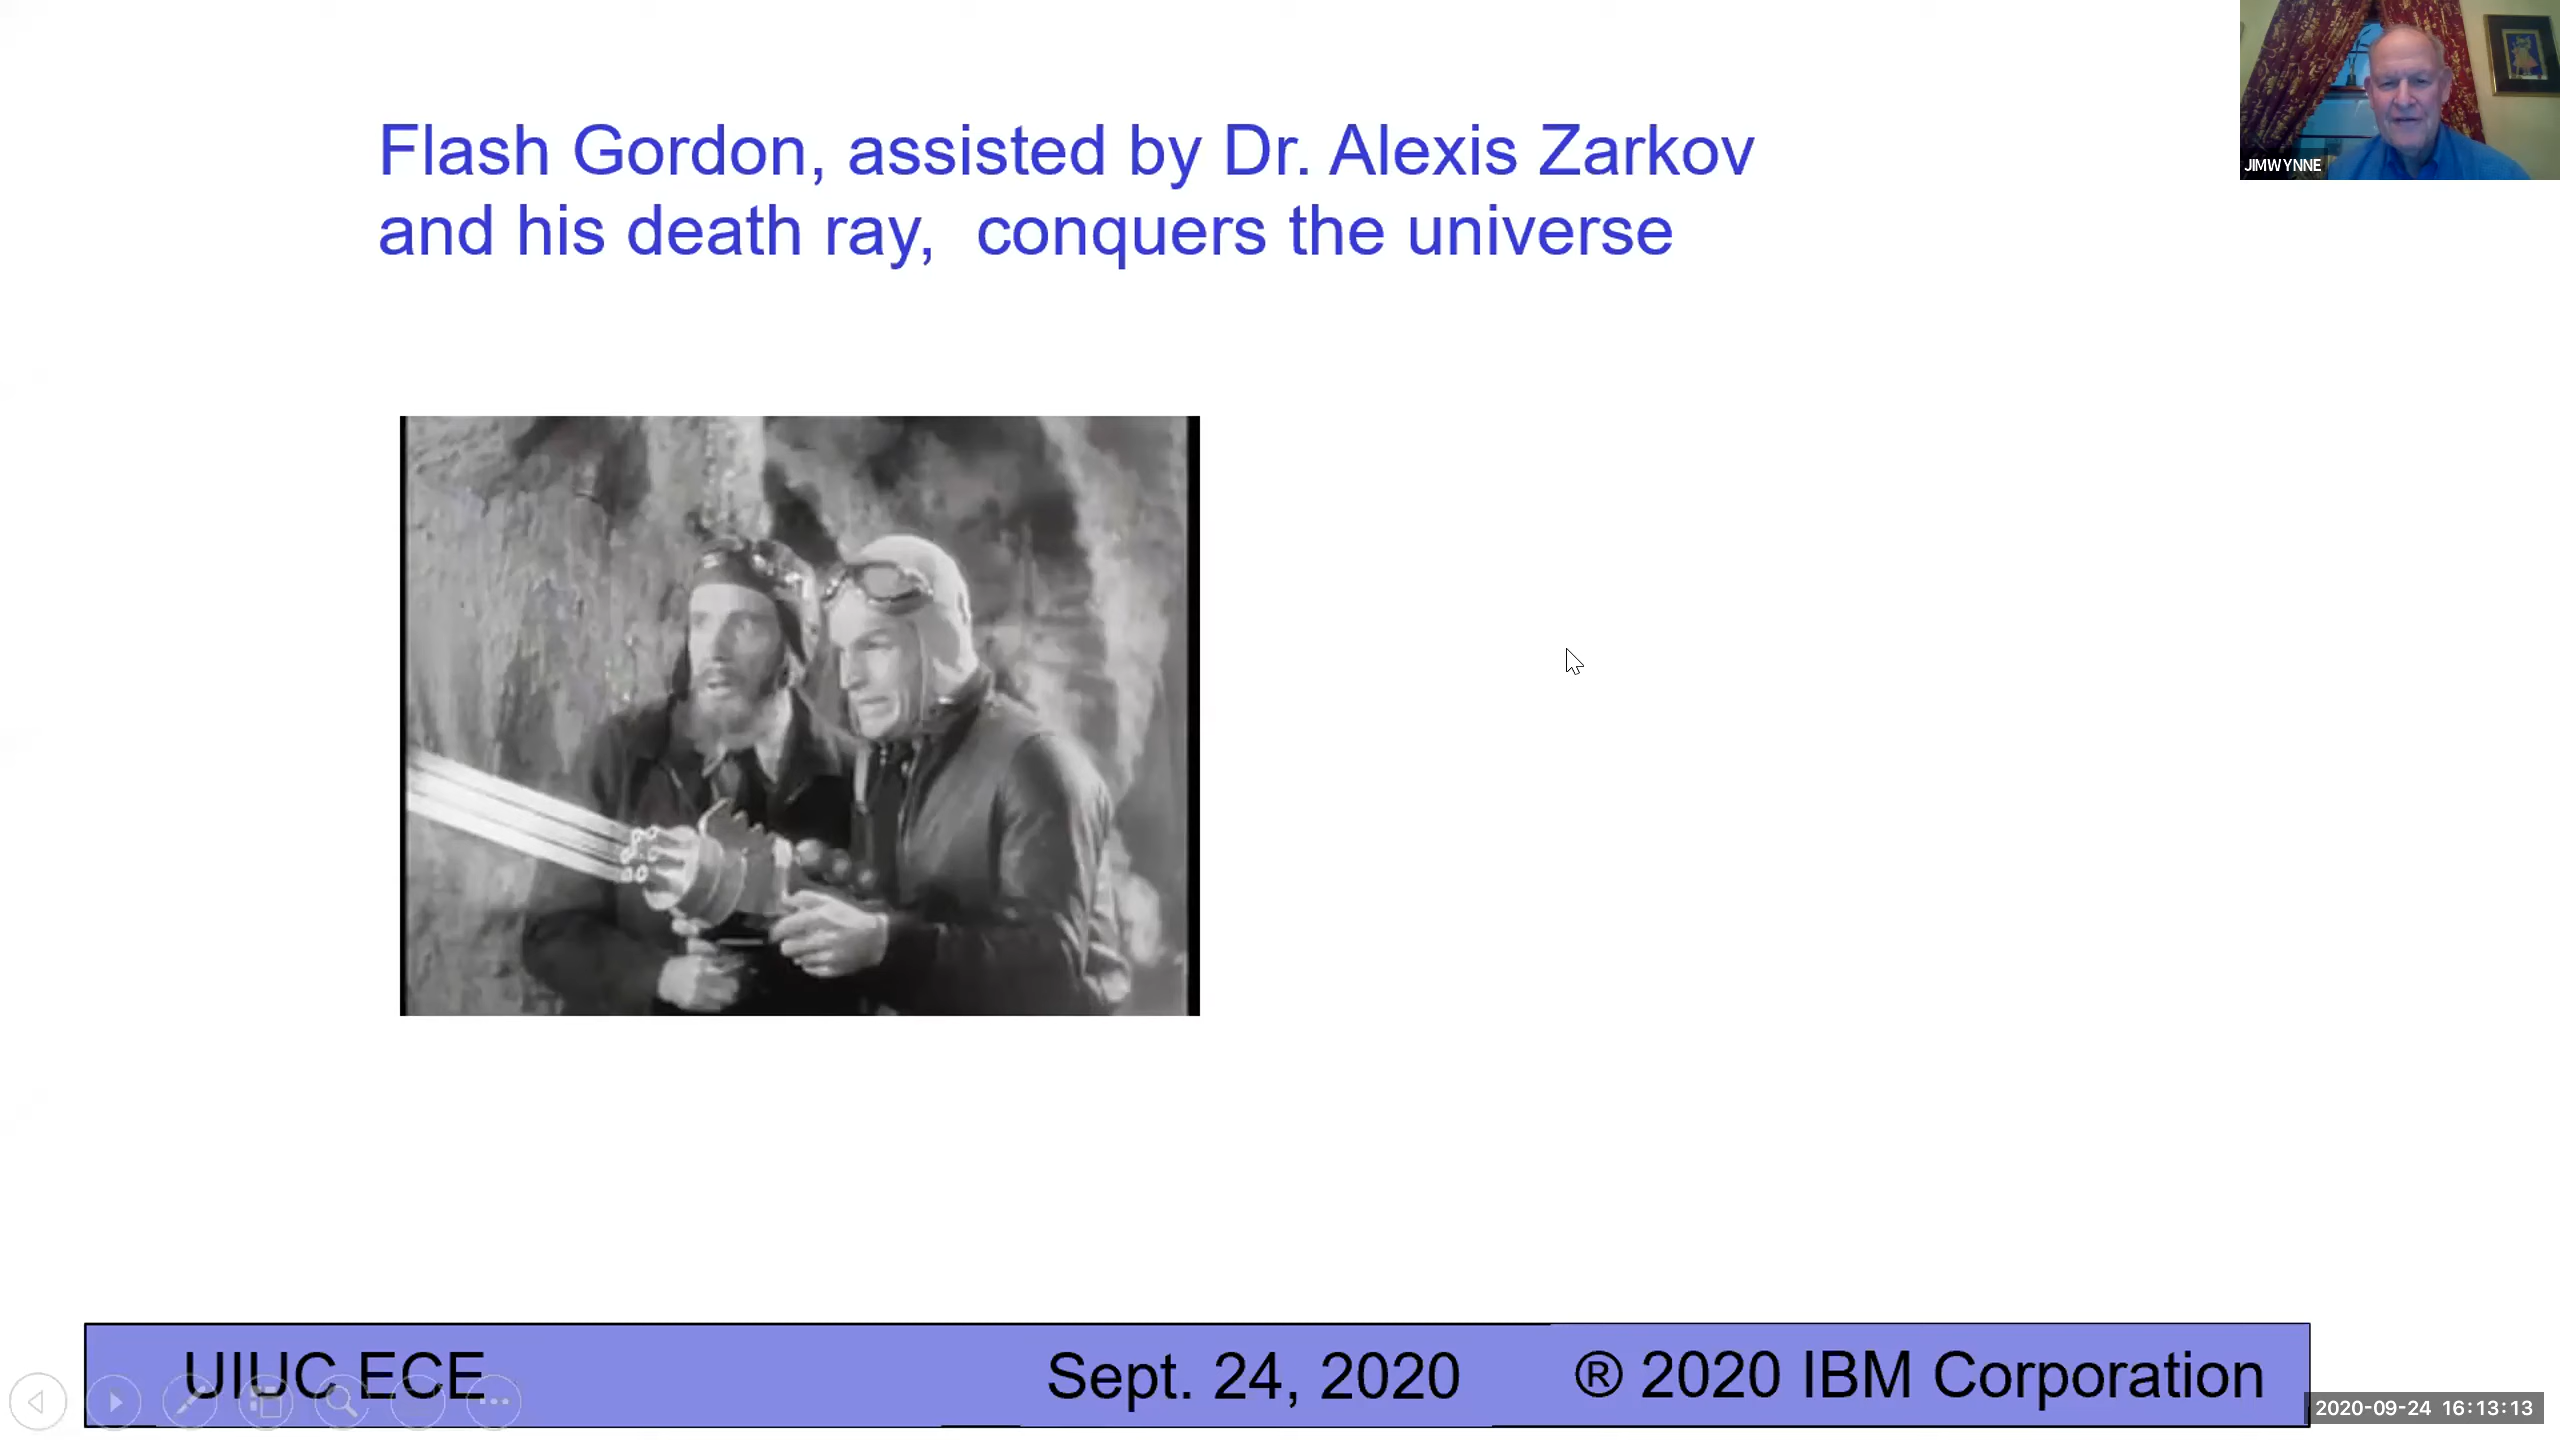 JIMWYNNE
Flash Gordon, assisted by Dr. Alexis Zarkov
and his death ray,  conquers the universe
UIUC ECE
Sept. 24, 2020
® 2020 IBM Corporation
2020-09-24 16:13:13